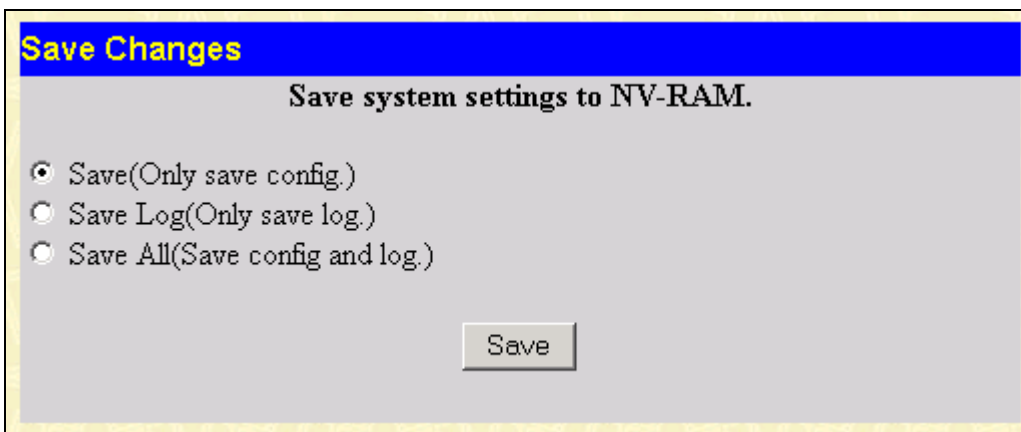 Save Changes
Save system settings to NV-RAM.
Save(Only save config.)
Save Log(Only save log.)
Save All(Save config and log.)
Save